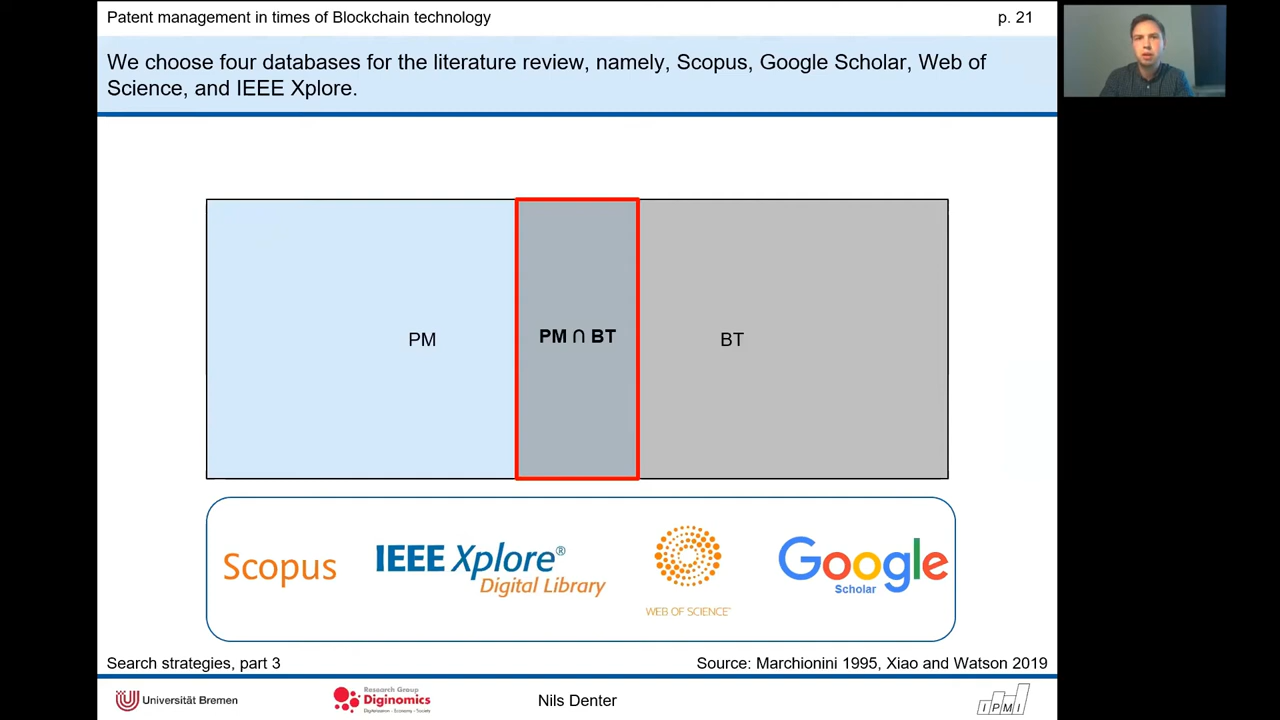 Patent management in times of Blockchain technology
p. 21
We choose four databases for the literature review, namely, Scopus, Google Scholar, Web of
Science, and IEEE Xplore.
PM
PM ∩ BT
BT
Scopus
IEEE Xplore®
Digital Library
WEB OF SCIENCE™
Google
Scholar
Search strategies, part 3
Source: Marchionini 1995, Xiao and Watson 2019
Universität Bremen
Research Group
Diginomics
Digitalization - Economy - Society
Nils Denter
IPMI